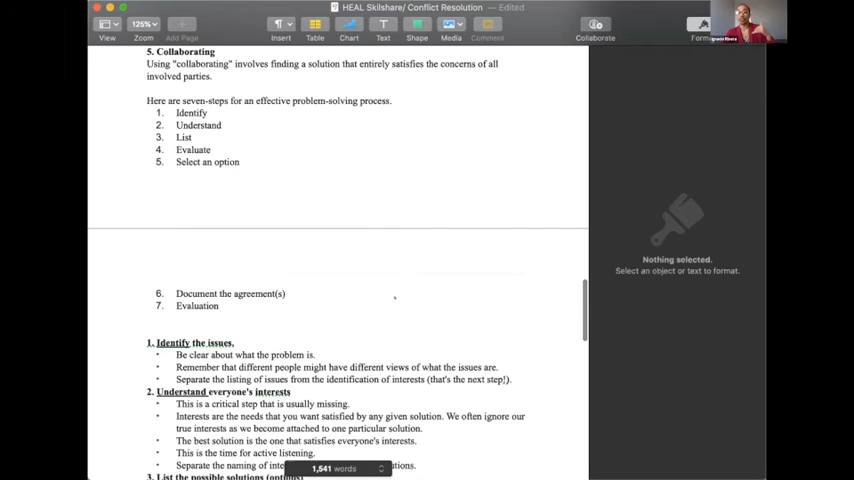 HEAL Skilshare/ Conflict Resolution — Edited
125%
View
Zoom
Add Page
Insert
Table
Chart
Text
Shape
Media
Comment
Collaborate
5. Collaborating
Using "collaborating" involves finding a solution that entirely satisfies the concerns of all
involved parties.
Here are seven-steps for an effective problem-solving process.
1. Identify
2. Understand
3. List
4. Evaluate
5. Select an option
6. Document the agreement(s)
7. Evaluation
1. Identify the issues.
• Be clear about what the problem is.
• Remember that different people might have different views of what the issues are.
• Separate the listing of issues from the identification of interests (that's the next step!).
2. Understand everyone's interests
• This is a critical step that is usually missing.
• Interests are the needs that you want satisfied by any given solution. We often ignore our
true interests as we become attached to one particular solution.
• The best solution is the one that satisfies everyone's interests.
• This is the time for active listening.
• Separate the naming of
3. List the possible solutions (options)
1,541 words
Nothing selected.
Select an object or text to format.